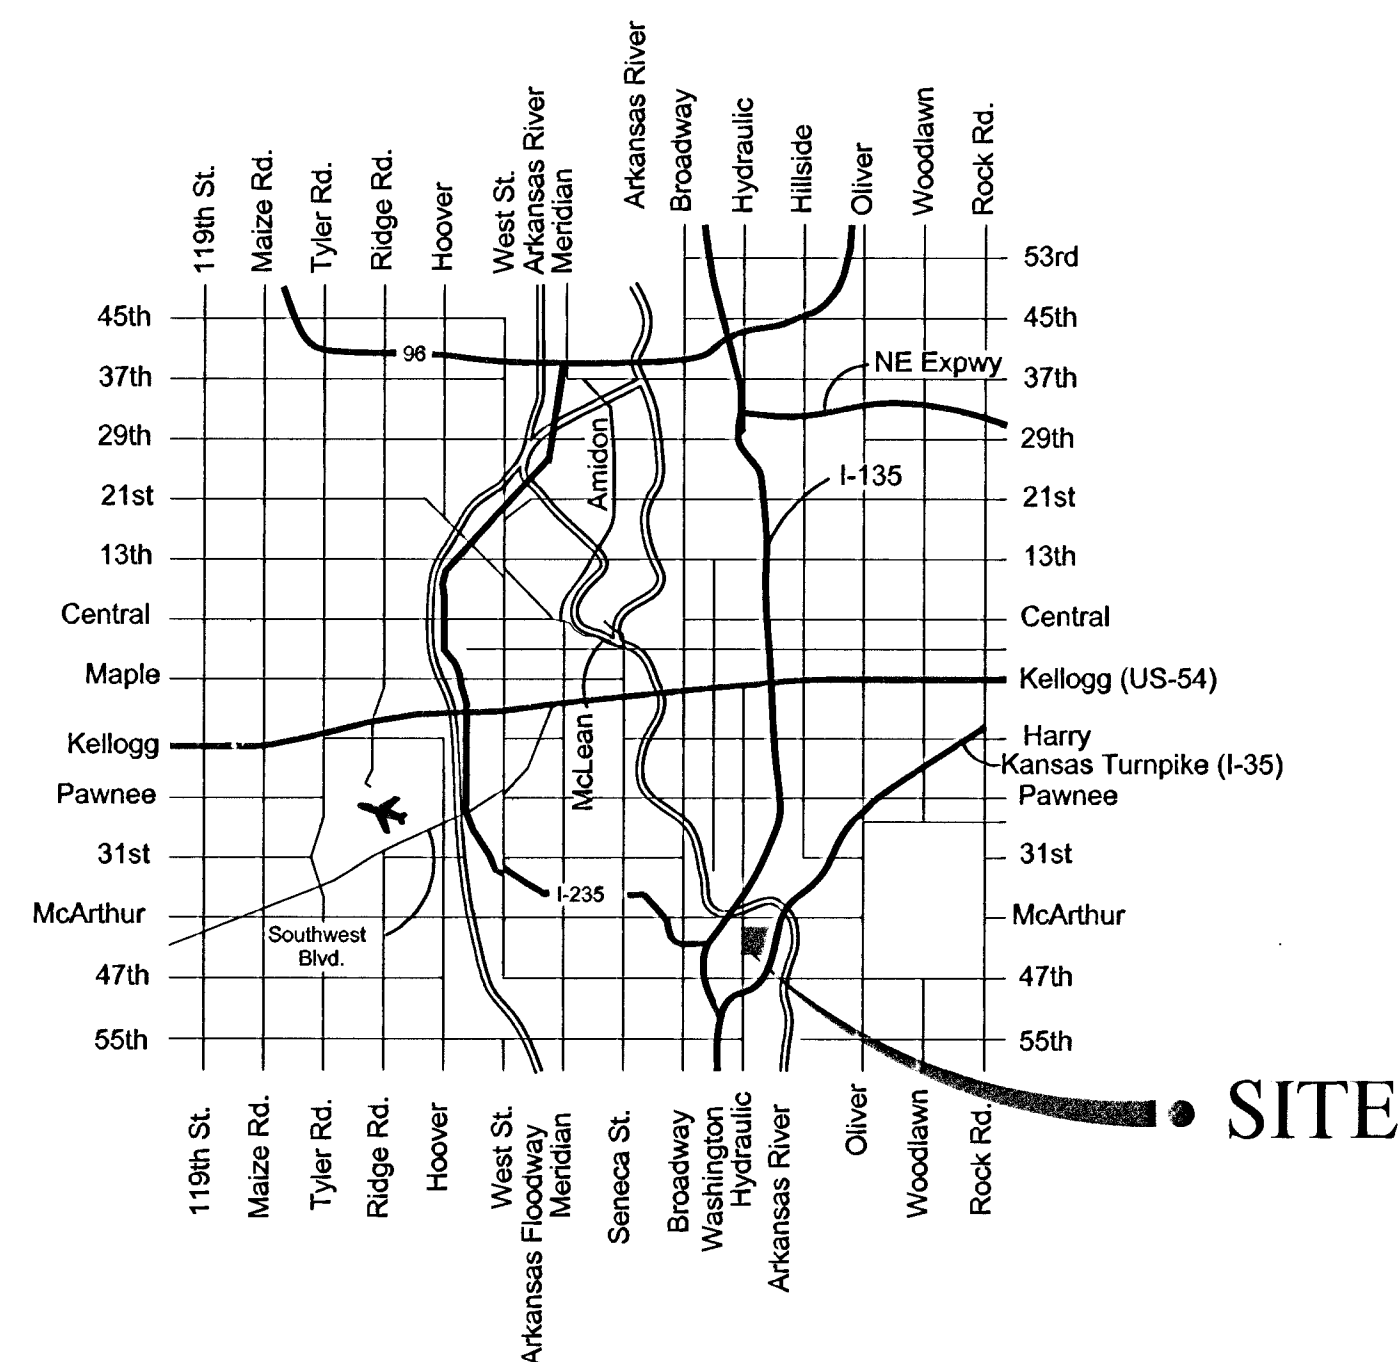 119th St.
Maize Rd.
Tyler Rd.
Ridge Rd.
Hoover
West St.
Arkansas River
Meridian
Arkansas River
Broadway
Hydraulic
Hillside
Oliver
Woodlawn
Rock Rd.
53rd
45th
45th
96
NE Expwy
37th
37th
29th
29th
Amidon
I-135
21st
21st
13th
13th
Central
Central
Maple
Kellogg (US-54)
Kellogg
Harry
McLean
Kansas Turnpike (I-35)
Pawnee
Pawnee
31st
31st
I-235
McArthur
McArthur
Southwest
Blvd.
47th
47th
55th
55th
SITE
119th St.
Maize Rd.
Tyler Rd.
Ridge Rd.
Hoover
West St.
Arkansas Floodway
Meridian
Seneca St.
Broadway
Washington
Hydraulic
Arkansas River
Oliver
Woodlawn
Rock Rd.